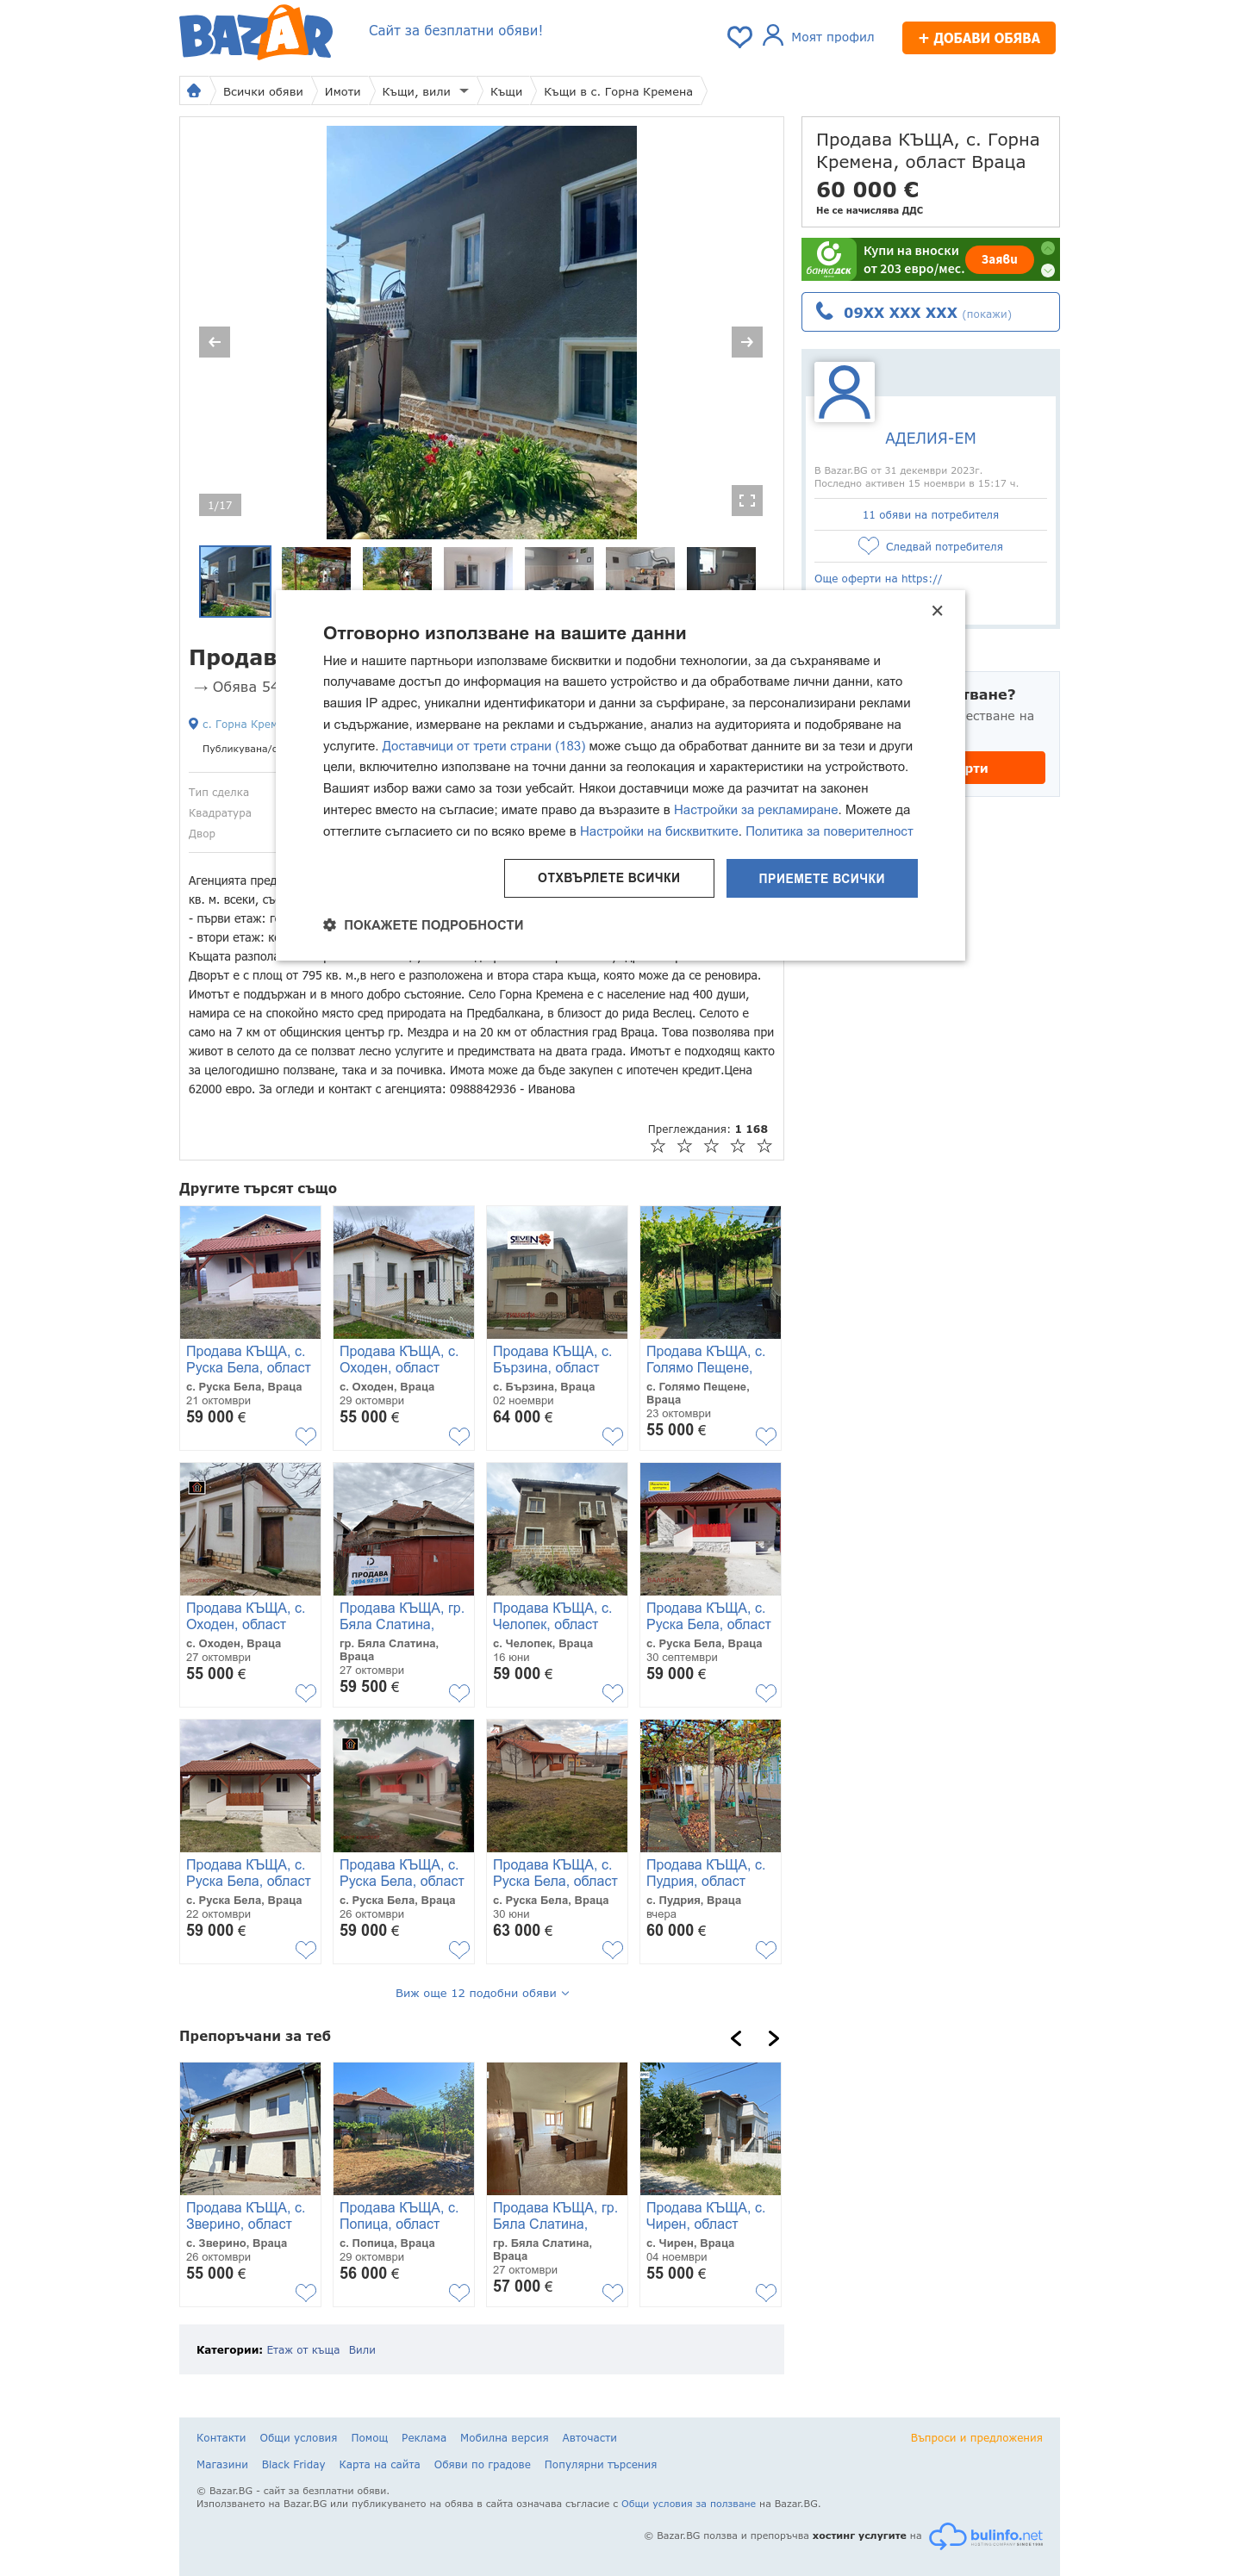 BAZAR
Сайт за безплатни обяви!
Моят профил
+ ДОБАВИ ОБЯВА
Всички обяви
Имоти
Къщи, вили
Къщи
Къщи в с. Горна Кремена
Продава КЪЩА, с. Горна
Кремена, област Враца
60 000 €
Не се начислява ДДС
банка дск
Купи на вноски
от 203 евро/мес.
Заяви
09XX XXX XXX (покажи)
АДЕЛИЯ-ЕМ
В Bazar.BG от 31 декември 2023г.
Последно активен 15 ноември в 15:17 ч.
11 обяви на потребителя
Следвай потребителя
Още оферти на https://
1/17
Отговорно използване на вашите данни
Ние и нашите партньори използваме бисквитки и подобни технологии, за да съхраняваме и
получаваме достъп до информация на вашето устройство и да обработваме лични данни, като
вашия IP адрес, уникални идентификатори и данни за сърфиране, за персонализирани реклами
и съдържание, измерване на реклами и съдържание, анализ на аудиторията и подобряване на
услугите. Доставчици от трети страни (183) може също да обработват данните ви за тези и други
цели, включително използване на точни данни за геолокация и характеристики на устройството.
Вашият избор важи само за този уебсайт. Някои доставчици може да разчитат на законен
интерес вместо на съгласие; имате право да възразите в Настройки за рекламиране. Можете да
оттеглите съгласието си по всяко време в Настройки на бисквитките. Политика за поверителност
ОТХВЪРЛЕТЕ ВСИЧКИ
ПРИЕМЕТЕ ВСИЧКИ
ПОКАЖЕТЕ ПОДРОБНОСТИ
Обява 54
с. Горна Крем
Тип сделка
Квадратура
Двор
Агенцията
кв. м. всеки,
- първи етаж:
- втори етаж:
Къщата
Дворът е с площ от 795 кв. м.,в него е разположена и втора стара къща, която може да се реновира.
Имотът е поддържан и в много добро състояние. Село Горна Кремена е с население над 400 души,
намира се на спокойно място сред природата на Предбалкана, в близост до рида Веслец. Селото е
само на 7 км от общинския център гр. Мездра и на 20 км от областния град Враца. Това позволява при
живот в селото да се ползват лесно услугите и предимствата на двата града. Имотът е подходящ както
за целогодишно ползване, така и за почивка. Имота може да бъде закупен с ипотечен кредит.Цена
62000 евро. За огледи и контакт с агенцията: 0988842936 - Иванова
Преглеждания: 1 168
Другите търсят също
SEVEN
Продава КЪЩА, с.
Руска Бела, област
с. Руска Бела, Враца
21 октомври
59 000 €
Продава КЪЩА, с.
Оходен, област
с. Оходен, Враца
29 октомври
55 000 €
Продава КЪЩА, с.
Бързина, област
с. Бързина, Враца
02 ноември
64 000 €
Продава КЪЩА, с.
Голямо Пещене,
с. Голямо Пещене,
Враца
23 октомври
55 000 €
ПРОДАВА
Продава КЪЩА, с.
Оходен, област
с. Оходен, Враца
27 октомври
55 000 €
Продава КЪЩА, гр.
Бяла Слатина,
гр. Бяла Слатина,
Враца
27 октомври
59 500 €
Продава КЪЩА, с.
Челопек, област
с. Челопек, Враца
16 юни
59 000 €
Продава КЪЩА, с.
Руска Бела, област
с. Руска Бела, Враца
30 септември
59 000 €
Продава КЪЩА, с.
Руска Бела, област
с. Руска Бела, Враца
22 октомври
59 000 €
Продава КЪЩА, с.
Руска Бела, област
с. Руска Бела, Враца
26 октомври
59 000 €
Продава КЪЩА, с.
Руска Бела, област
с. Руска Бела, Враца
30 юни
63 000 €
Продава КЪЩА, с.
Пудрия, област
с. Пудрия, Враца
вчера
60 000 €
Виж още 12 подобни обяви
Препоръчани за теб
Продава КЪЩА, с.
Зверино, област
с. Зверино, Враца
26 октомври
55 000 €
Продава КЪЩА, с.
Попица, област
с. Попица, Враца
29 октомври
56 000 €
Продава КЪЩА, гр.
Бяла Слатина,
гр. Бяла Слатина,
Враца
27 октомври
57 000 €
Продава КЪЩА, с.
Чирен, област
с. Чирен, Враца
04 ноември
55 000 €
Категории: Етаж от къща Вили
Контакти Общи условия Помощ Реклама Мобилна версия Авточасти
Въпроси и предложения
Магазини Black Friday Карта на сайта Обяви по градове Популярни търсения
© Bazar.BG - сайт за безплатни обяви.
Използването на Bazar.BG или публикуването на обява в сайта означава съгласие с Общи условия за ползване на Bazar.BG.
© Bazar.BG ползва и препоръчва хостинг услугите на
bulinfo.net